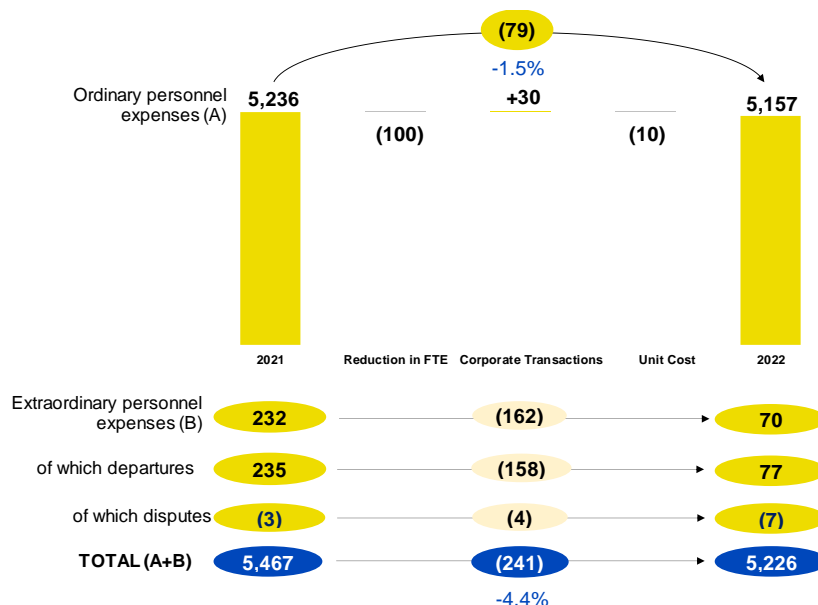 (79)
-1.5%
Ordinary personnel
expenses (A)
5,236
(100)
+30
(10)
5,157
2021
Reduction in FTE
Corporate Transactions
Unit Cost
2022
Extraordinary personnel
expenses (B)
232
(162)
70
of which departures
235
(158)
77
of which disputes
(3)
(4)
(7)
TOTAL (A+B)
5,467
(241)
5,226
-4.4%